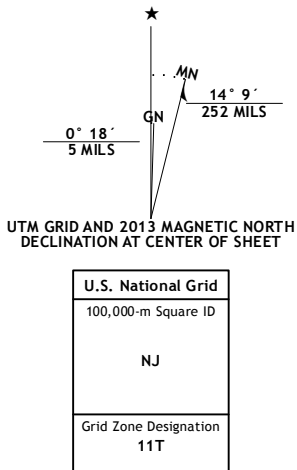 ★
MN
GN
14° 9´
252 MILS
0° 18´
5 MILS
UTM GRID AND 2013 MAGNETIC NORTH
DECLINATION AT CENTER OF SHEET
U.S. National Grid
100,000-m Square ID
NJ
Grid Zone Designation
11T